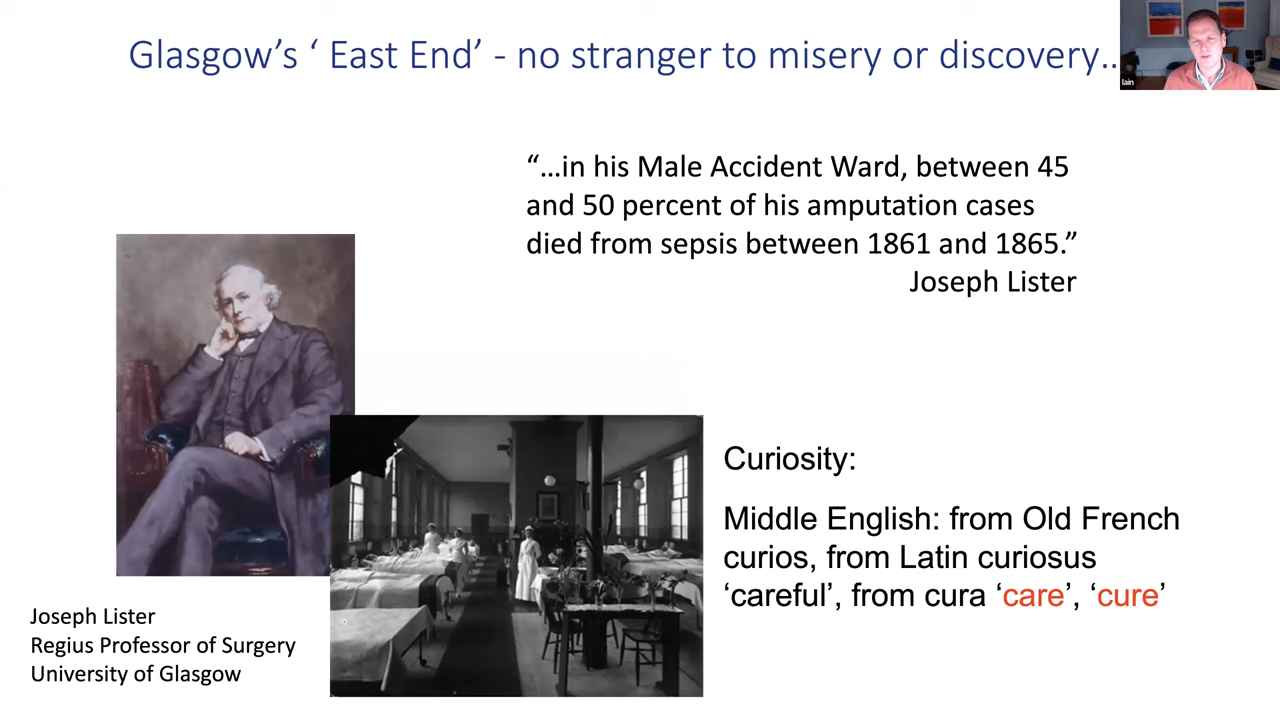 Glasgow’s ‘ East End’ - no stranger to misery or discovery..
Iain
“…in his Male Accident Ward, between 45
and 50 percent of his amputation cases
died from sepsis between 1861 and 1865.”
Joseph Lister
Curiosity:
Middle English: from Old French
curios, from Latin curiosus
‘careful’, from cura ‘care’, ‘cure’
Joseph Lister
Regius Professor of Surgery
University of Glasgow